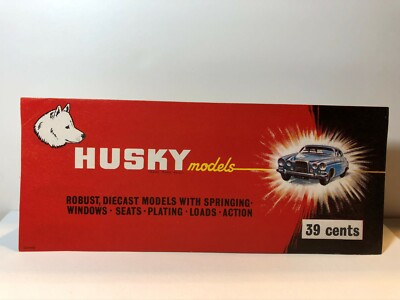 HUSKY models
ROBUST, DIECAST MODELS WITH SPRINGING·
WINDOWS · SEATS · PLATING · LOADS · ACTION
39 cents